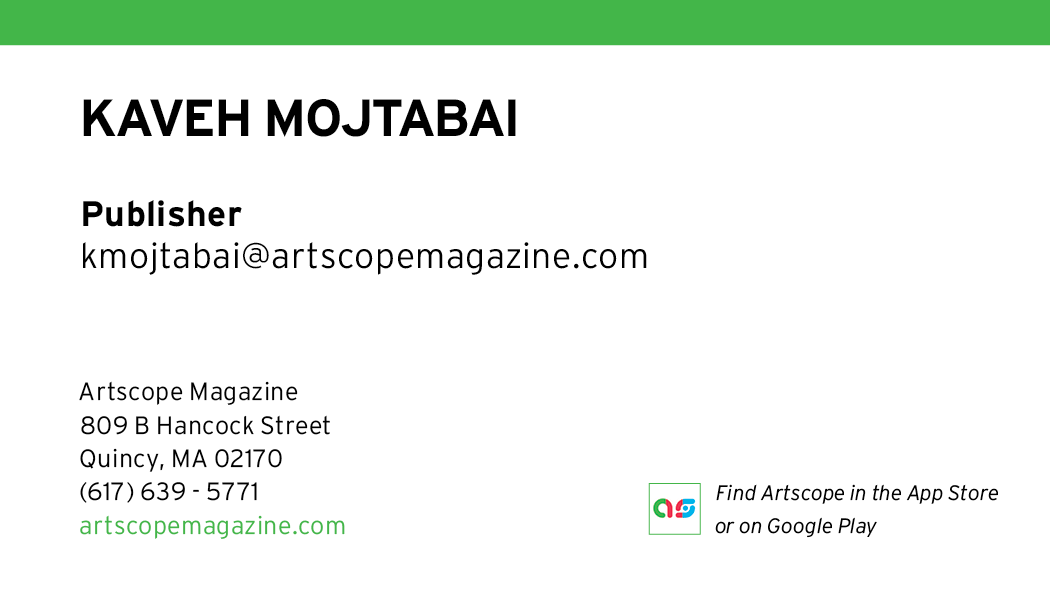 KAVEH MOJTABAI
Publisher
kmojtabai@artscopemagazine.com
Artscope Magazine
809 B Hancock Street
Quincy, MA 02170
(617) 639 - 5771
artscopemagazine.com
as
Find Artscope in the App Store
or on Google Play